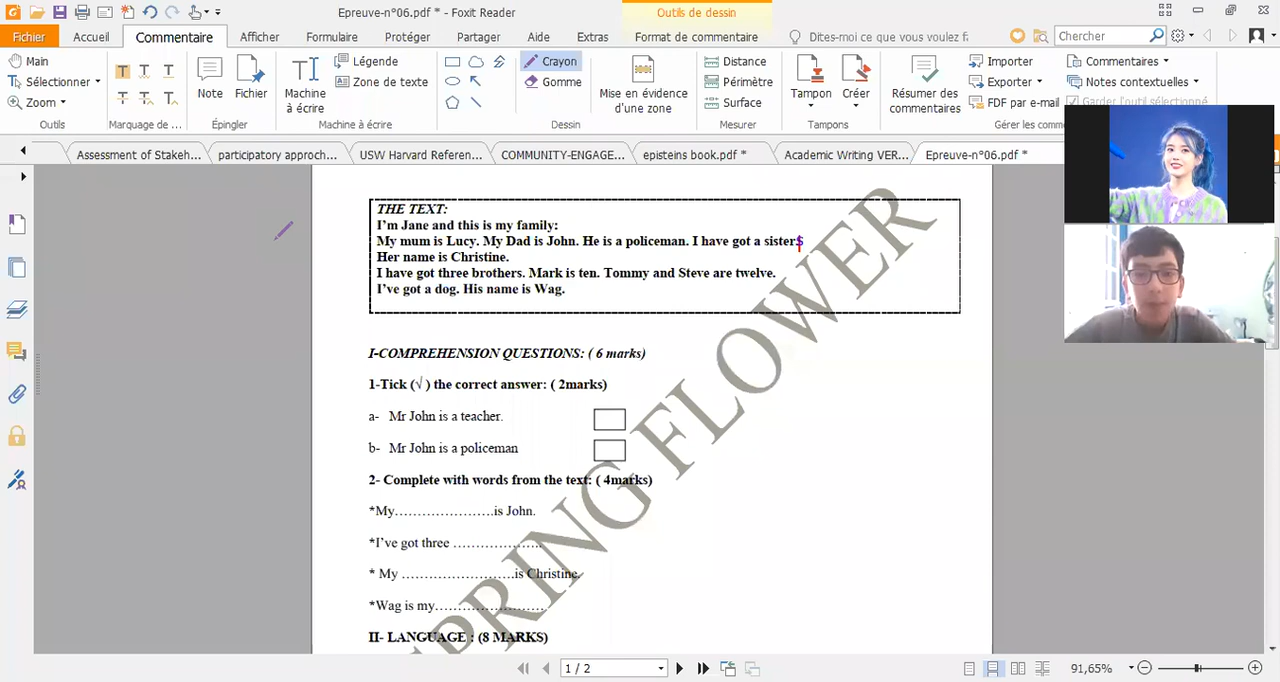 Epreuve-n°06.pdf * - Foxit Reader
Outils de dessin
Fichier
Accueil
Commentaire
Afficher
Formulaire
Protéger
Partager
Aide
Extras
Format de commentaire
Dites-moi ce que vous voulez fa
Chercher
Main
Sélectionner
Zoom
Outils
T T T
T T T
Marquage de ...
Note
Fichier
Épingler
Machine
à écrire
Légende
Zone de texte
Machine à écrire
Crayon
Gomme
Dessin
Mise en évidence
d'une zone
Distance
Périmètre
Surface
Mesurer
Tampon
Créer
Tampons
Résumer des
commentaires
Importer
Exporter
FDF par e-mail
Commentaires
Notes contextuelles
Garder l'outil sélectionné
Gérer les comm
Assessment of Stakeh...
participatory approch...
USW Harvard Referen...
COMMUNITY-ENGAGE...
episteins book.pdf *
Academic Writing VER...
Epreuve-n°06.pdf *
THE TEXT:
I'm Jane and this is my family:
My mum is Lucy. My Dad is John. He is a policeman. I have got a sister.
Her name is Christine.
I have got three brothers. Mark is ten. Tommy and Steve are twelve.
I've got a dog. His name is Wag.
I-COMPREHENSION QUESTIONS: ( 6 marks)
1-Tick (√ ) the correct answer: ( 2marks)
a- Mr John is a teacher.
b- Mr John is a policeman
2- Complete with words from the text: ( 4marks)
*My………………….is John.
*I've got three ………………..
* My …………………….is Christine.
*Wag is my…………………….
II- LANGUAGE : (8 MARKS)
SPRING FLOWER
1 / 2
91,65%